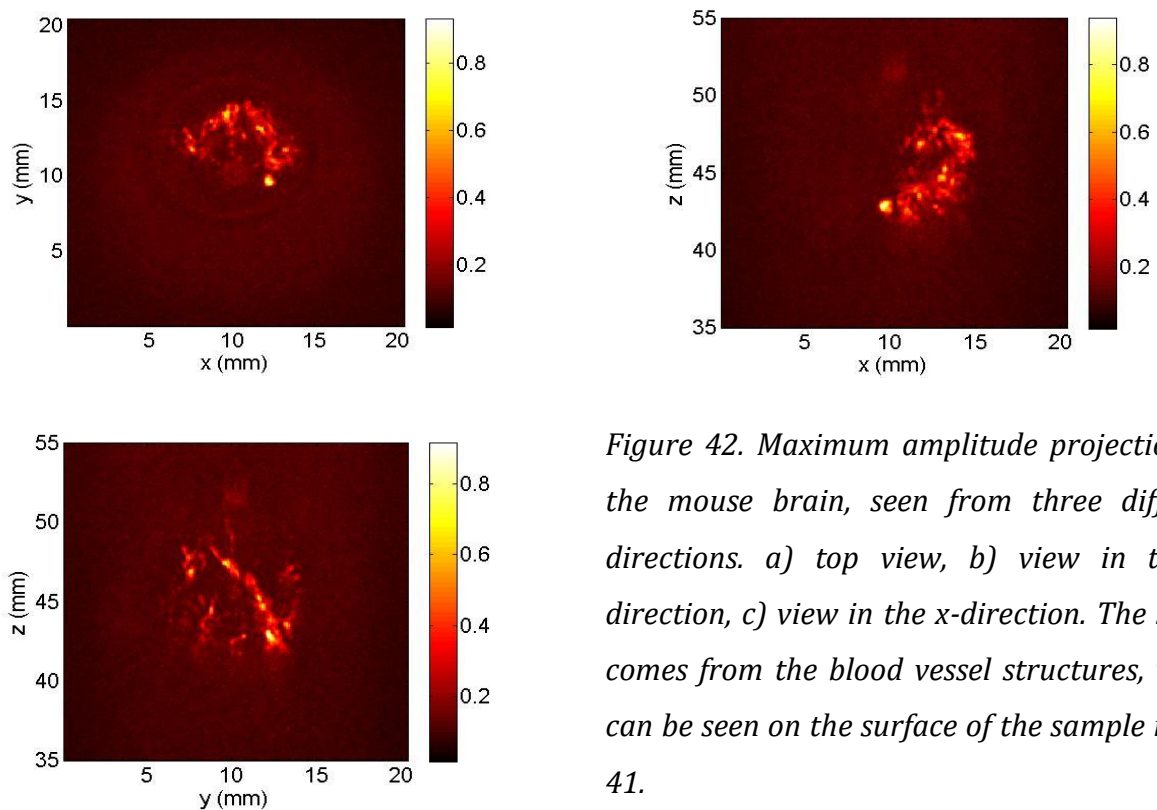 20
15
10
5
y (mm)
5 10 15 20
x (mm)
0.8
0.6
0.4
0.2
55
50
45
40
35
z (mm)
5 10 15 20
x (mm)
0.8
0.6
0.4
0.2
55
50
45
40
35
z (mm)
5 10 15 20
y (mm)
0.8
0.6
0.4
0.2
Figure 42. Maximum amplitude projectio
the mouse brain, seen from three diff
directions. a) top view, b) view in t
direction, c) view in the x-direction. The
comes from the blood vessel structures,
can be seen on the surface of the sample
41.